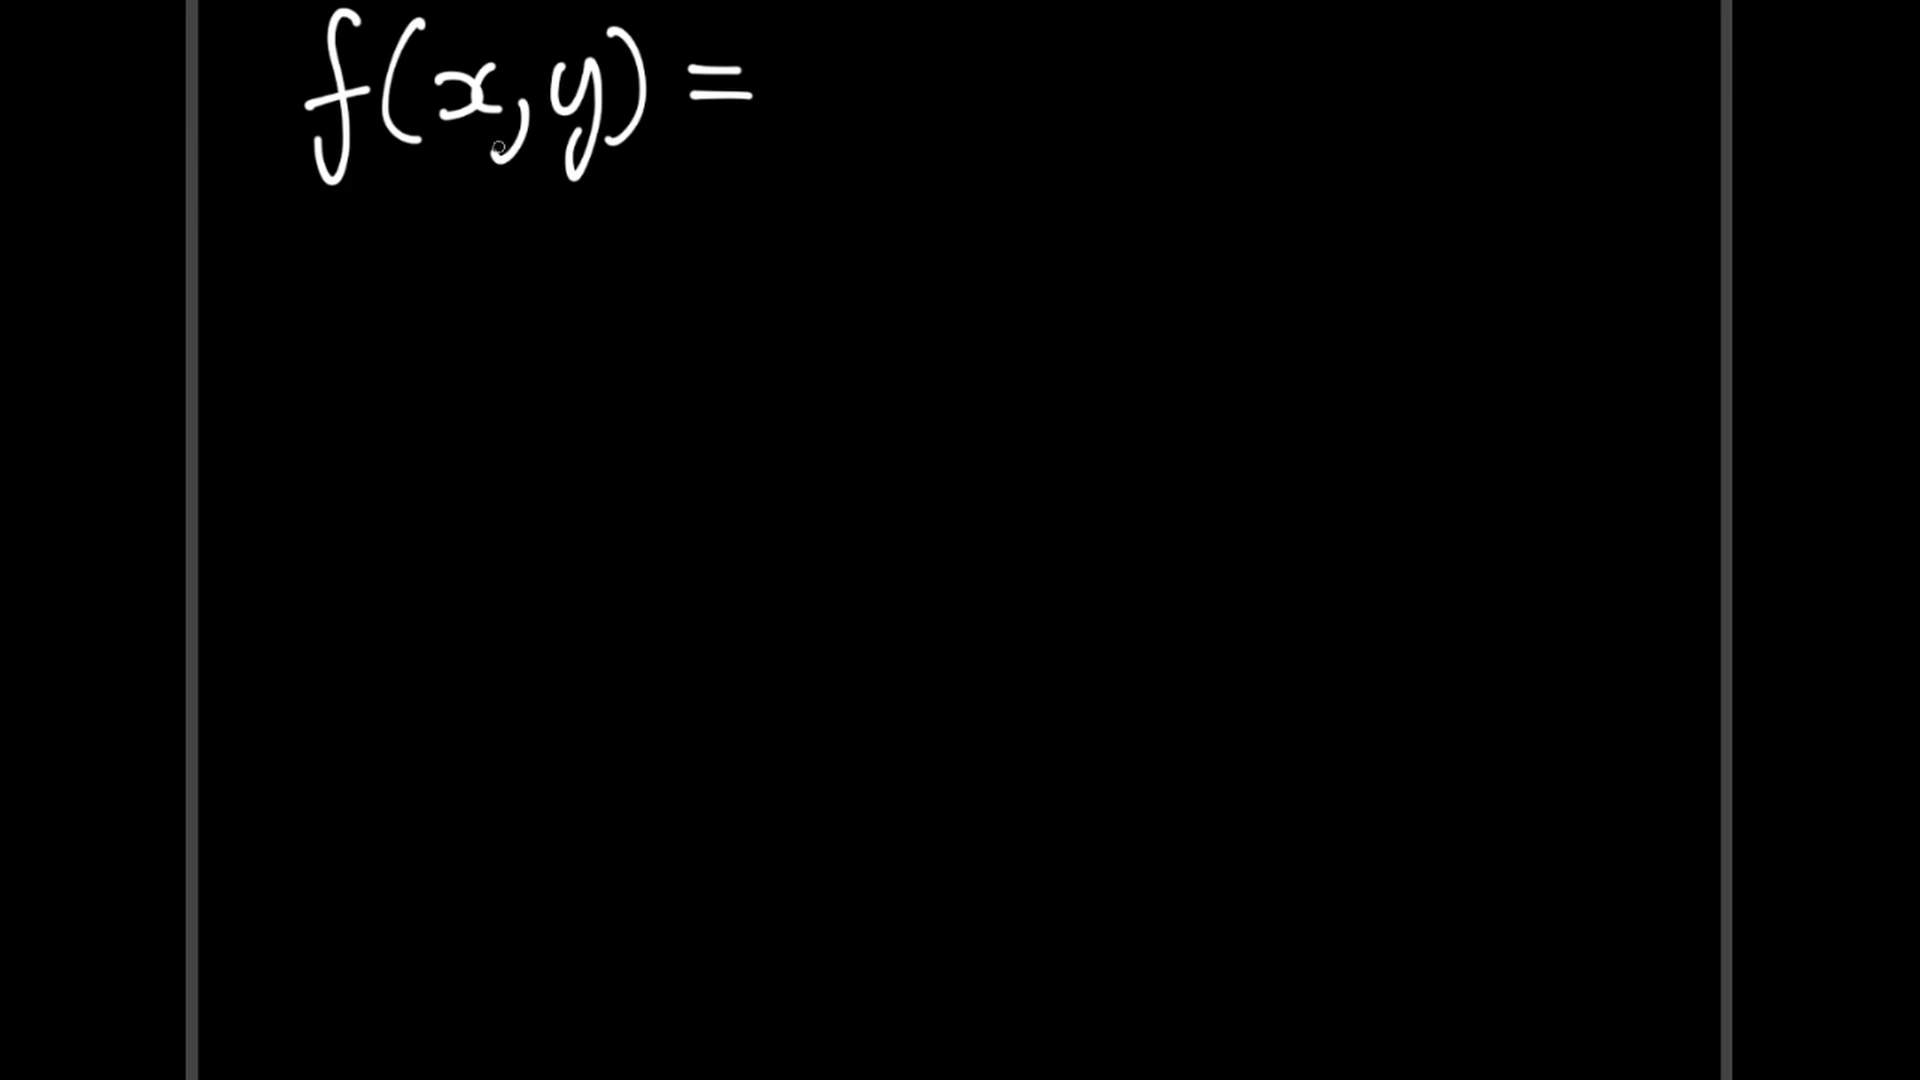 f(x,y) =